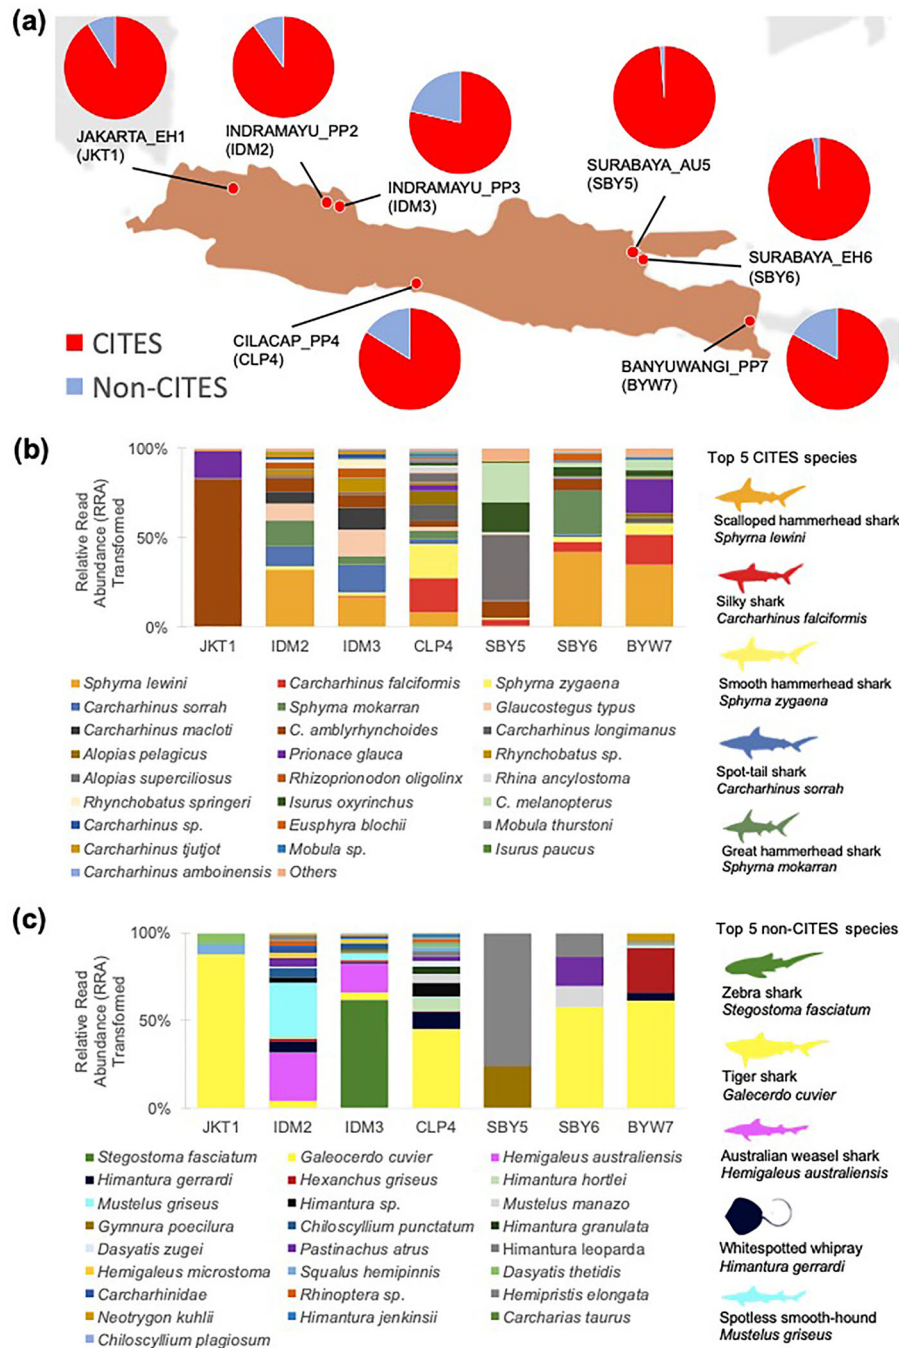 (a)
JAKARTA_EH1
(JKT1)
INDRAMAYU_PP2
(IDM2)
INDRAMAYU_PP3
(IDM3)
SURABAYA_AU5
(SBY5)
SURABAYA_EH6
(SBY6)
CILACAP_PP4
(CLP4)
BANYUWANGI_PP7
(BYW7)
CITES
Non-CITES
(b)
Relative Read
Abundance (RRA)
Transformed
100%
50%
0%
JKT1 IDM2 IDM3 CLP4 SBY5 SBY6 BYW7
Sphyrna lewini Carcharhinus falciformis Sphyrna zygaena
Carcharhinus sorrah Sphyrna mokarran Glaucostegus typus
Carcharhinus macloti C. amblyrhynchoides Carcharhinus longimanus
Alopias pelagicus Prionace glauca Rhynchobatus sp.
Alopias superciliosus Rhizoprionodon oligolinx Rhina ancylostoma
Rhynchobatus springeri Isurus oxyrinchus C. melanopterus
Carcharhinus sp. Eusphyra blochii Mobula thurstoni
Carcharhinus tjutjot Mobula sp. Isurus paucus
Carcharhinus amboinensis Others
Top 5 CITES species
Scalloped hammerhead shark
Sphyrna lewini
Silky shark
Carcharhinus falciformis
Smooth hammerhead shark
Sphyrna zygaena
Spot-tail shark
Carcharhinus sorrah
Great hammerhead shark
Sphyrna mokarran
(c)
Relative Read
Abundance (RRA)
Transformed
100%
50%
0%
JKT1 IDM2 IDM3 CLP4 SBY5 SBY6 BYW7
Stegostoma fasciatum Galeocerdo cuvier Hemigaleus australiensis
Himantura gerrardi Hexanchus griseus Himantura hortlei
Mustelus griseus Himantura sp. Mustelus manazo
Gymnura poecilura Chiloscyllium punctatum Himantura granulata
Dasyatis zugei Pastinachus atrus Himantura leoparda
Hemigaleus microstoma Squalus hemipinnis Dasyatis thetidis
Carcharhinidae Rhinoptera sp. Hemipristis elongata
Neotrygon kuhlii Himantura jenkinsii Carcharias taurus
Chiloscyllium plagiosum
Top 5 non-CITES species
Zebra shark
Stegostoma fasciatum
Tiger shark
Galecerdo cuvier
Australian weasel shark
Hemigaleus australiensis
Whitespotted whipray
Himantura gerrardi
Spotless smooth-hound
Mustelus griseus